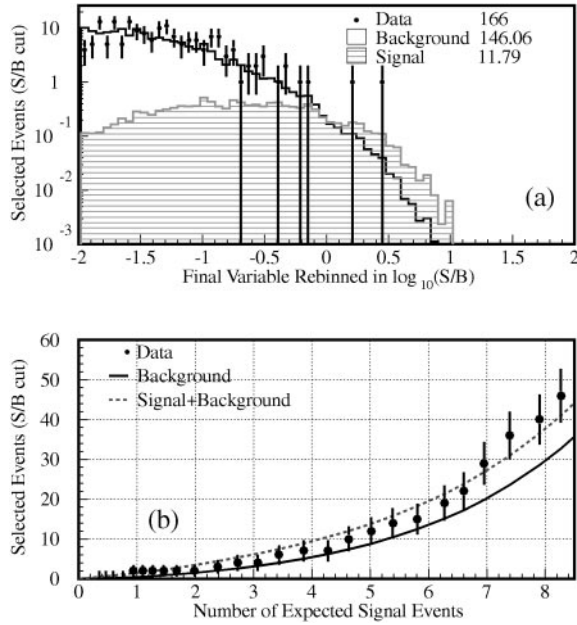 Data 166
Background 146.06
Signal 11.79
Selected Events (S/B cut)
10
1
10 -1
10 -2
10 -3
(a)
-2 -1.5 -1 -0.5 0 0.5 1 1.5 2
Final Variable Rebinned in log 10 (S/B)
Selected Events (S/B cut)
60
50
40
30
20
10
0
Data
Background
Signal+Background
(b)
0 1 2 3 4 5 6 7 8
Number of Expected Signal Events